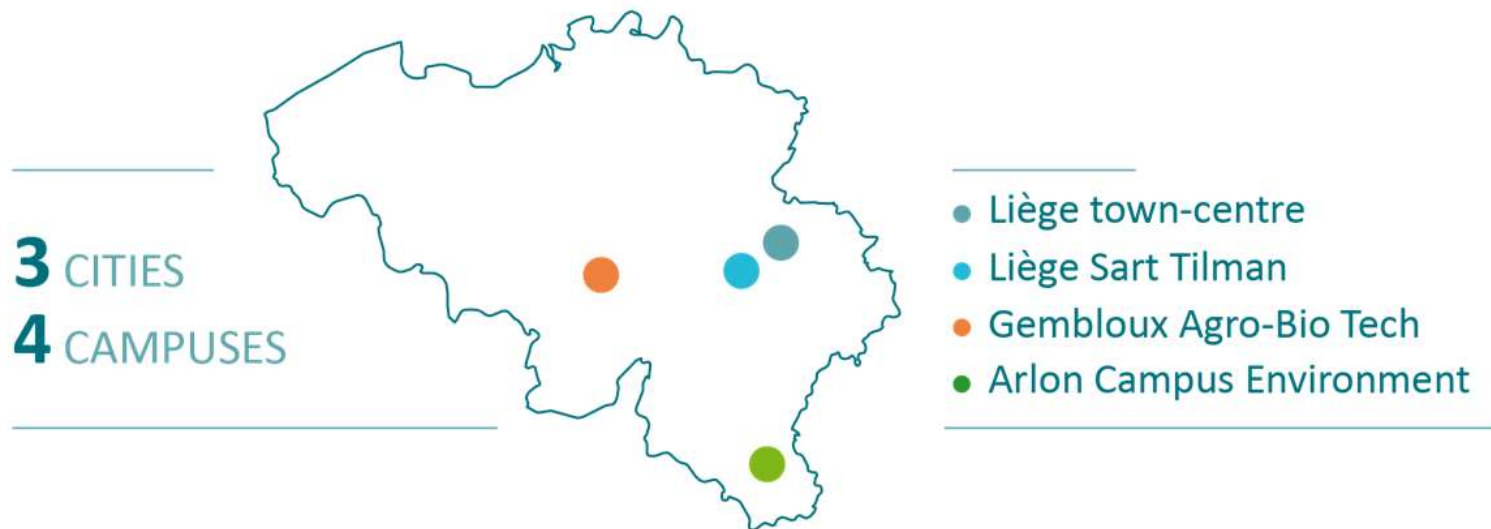 3 CITIES
4 CAMPUSES
Liège town-centre
Liège Sart Tilman
Gembloux Agro-Bio Tech
Arlon Campus Environment